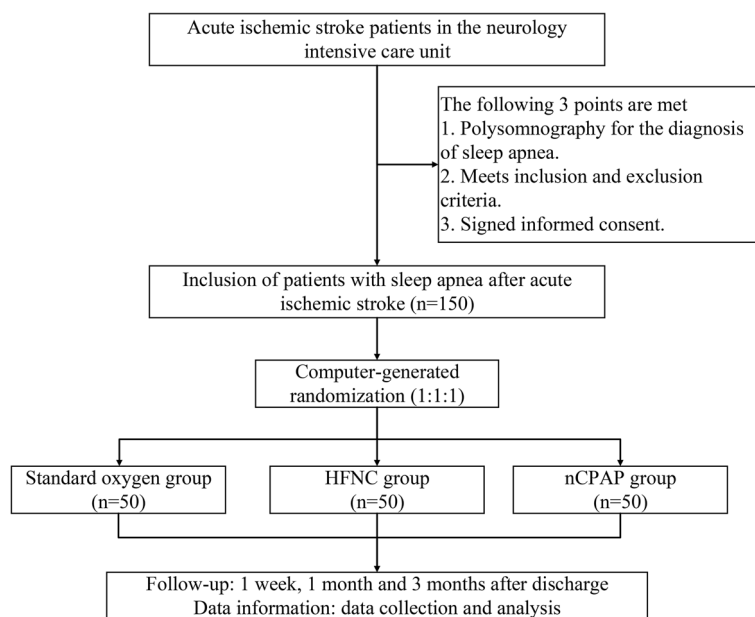 Acute ischemic stroke patients in the neurology
intensive care unit
The following 3 points are met
1. Polysomnography for the diagnosis
of sleep apnea.
2. Meets inclusion and exclusion
criteria.
3. Signed informed consent.
Inclusion of patients with sleep apnea after acute
ischemic stroke (n=150)
Computer-generated
randomization (1:1:1)
Standard oxygen group
(n=50)
HFNC group
(n=50)
nCPAP group
(n=50)
Follow-up: 1 week, 1 month and 3 months after discharge
Data information: data collection and analysis